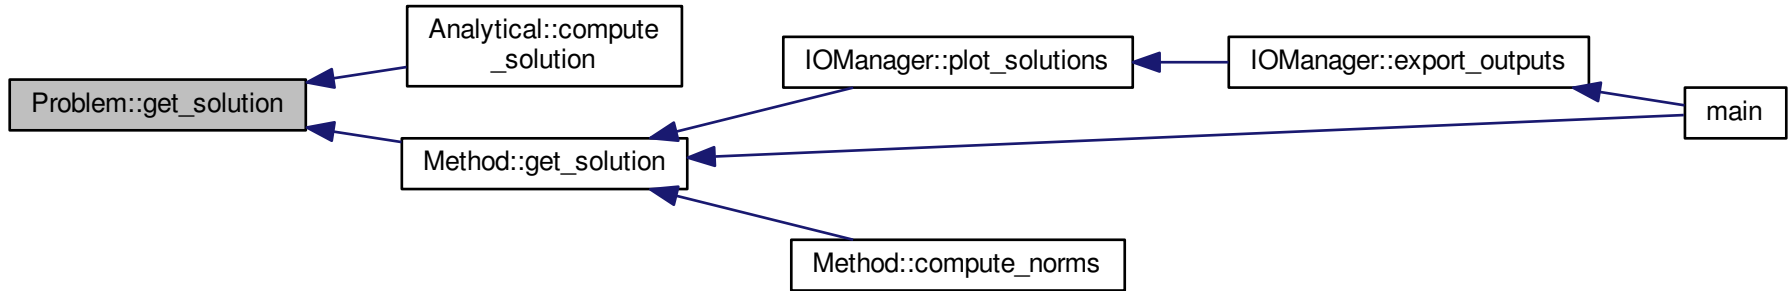 Analytical::compute
_solution
Problem::get_solution
Method::get_solution
IOManager::plot_solutions
IOManager::export_outputs
main
Method::compute_norms